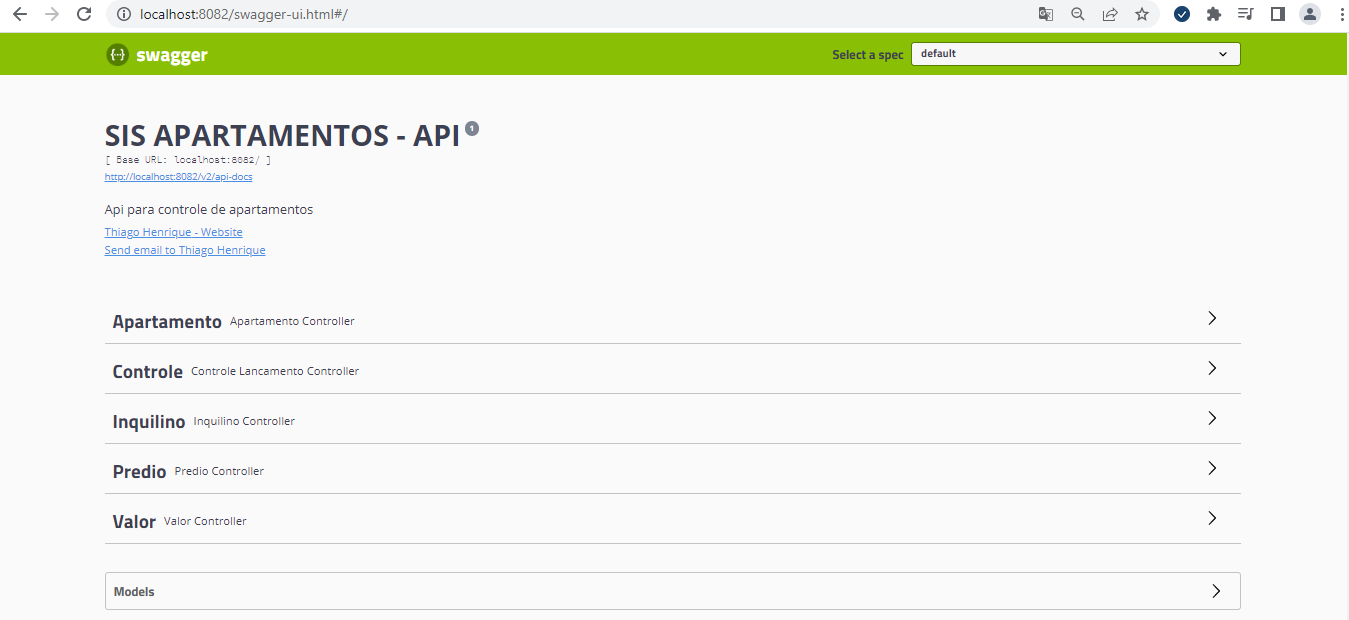 localhost:8082/swagger-ui.html#/
{··} swagger
Select a spec default
SIS APARTAMENTOS - API 1
[ Base URL: localhost:8082/ ]
http://localhost:8082/v2/api-docs
Api para controle de apartamentos
Thiago Henrique - Website
Send email to Thiago Henrique
Apartamento Apartamento Controller
Controle Controle Lancamento Controller
Inquilino Inquilino Controller
Predio Predio Controller
Valor Valor Controller
Models